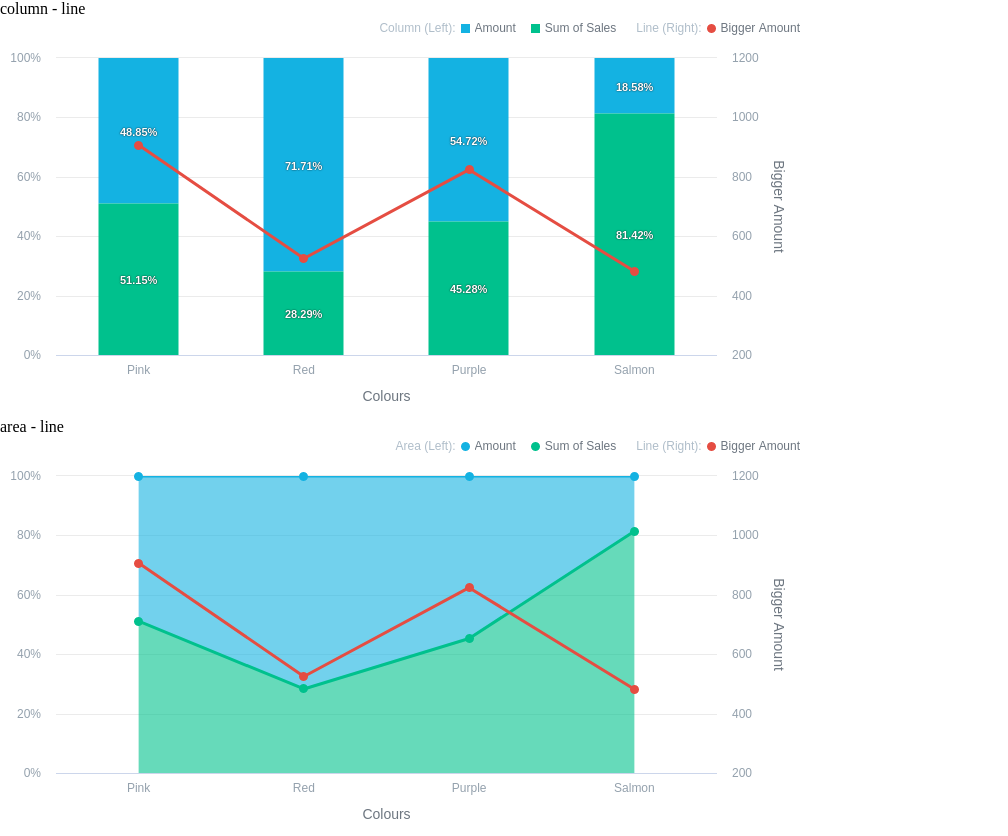 column - line
Column (Left): Amount Sum of Sales Line (Right): Bigger Amount
100% 1200
18.58%
80% 1000
48.85%
54.72%
71.71%
60% 800
Bigger Amount
40% 81.42% 600
51.15%
45.28%
20% 400
28.29%
0% 200
Pink Red Purple Salmon
Colours
area - line
Area (Left): Amount Sum of Sales Line (Right): Bigger Amount
100% 1200
80% 1000
60% 800
Bigger Amount
40% 600
20% 400
0% 200
Pink Red Purple Salmon
Colours